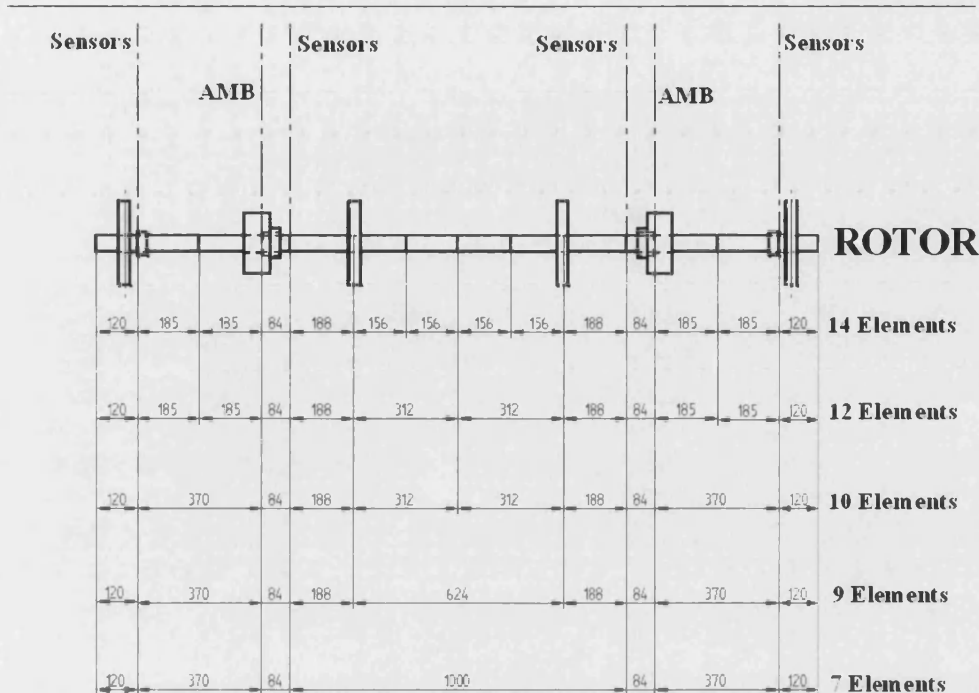 Sensors Sensors Sensors Sensors
AMB AMB
ROTOR
120 185 185 84 188 156 156 156 156 188 84 185 185 120 14 Elements
120 185 185 84 188 312 312 188 84 185 185 120 12 Elements
120 370 84 188 312 312 188 84 370 120 10 Elements
120 370 84 188 624 188 84 370 120 9 Elements
120 370 84 1000 84 370 120 7 Elements